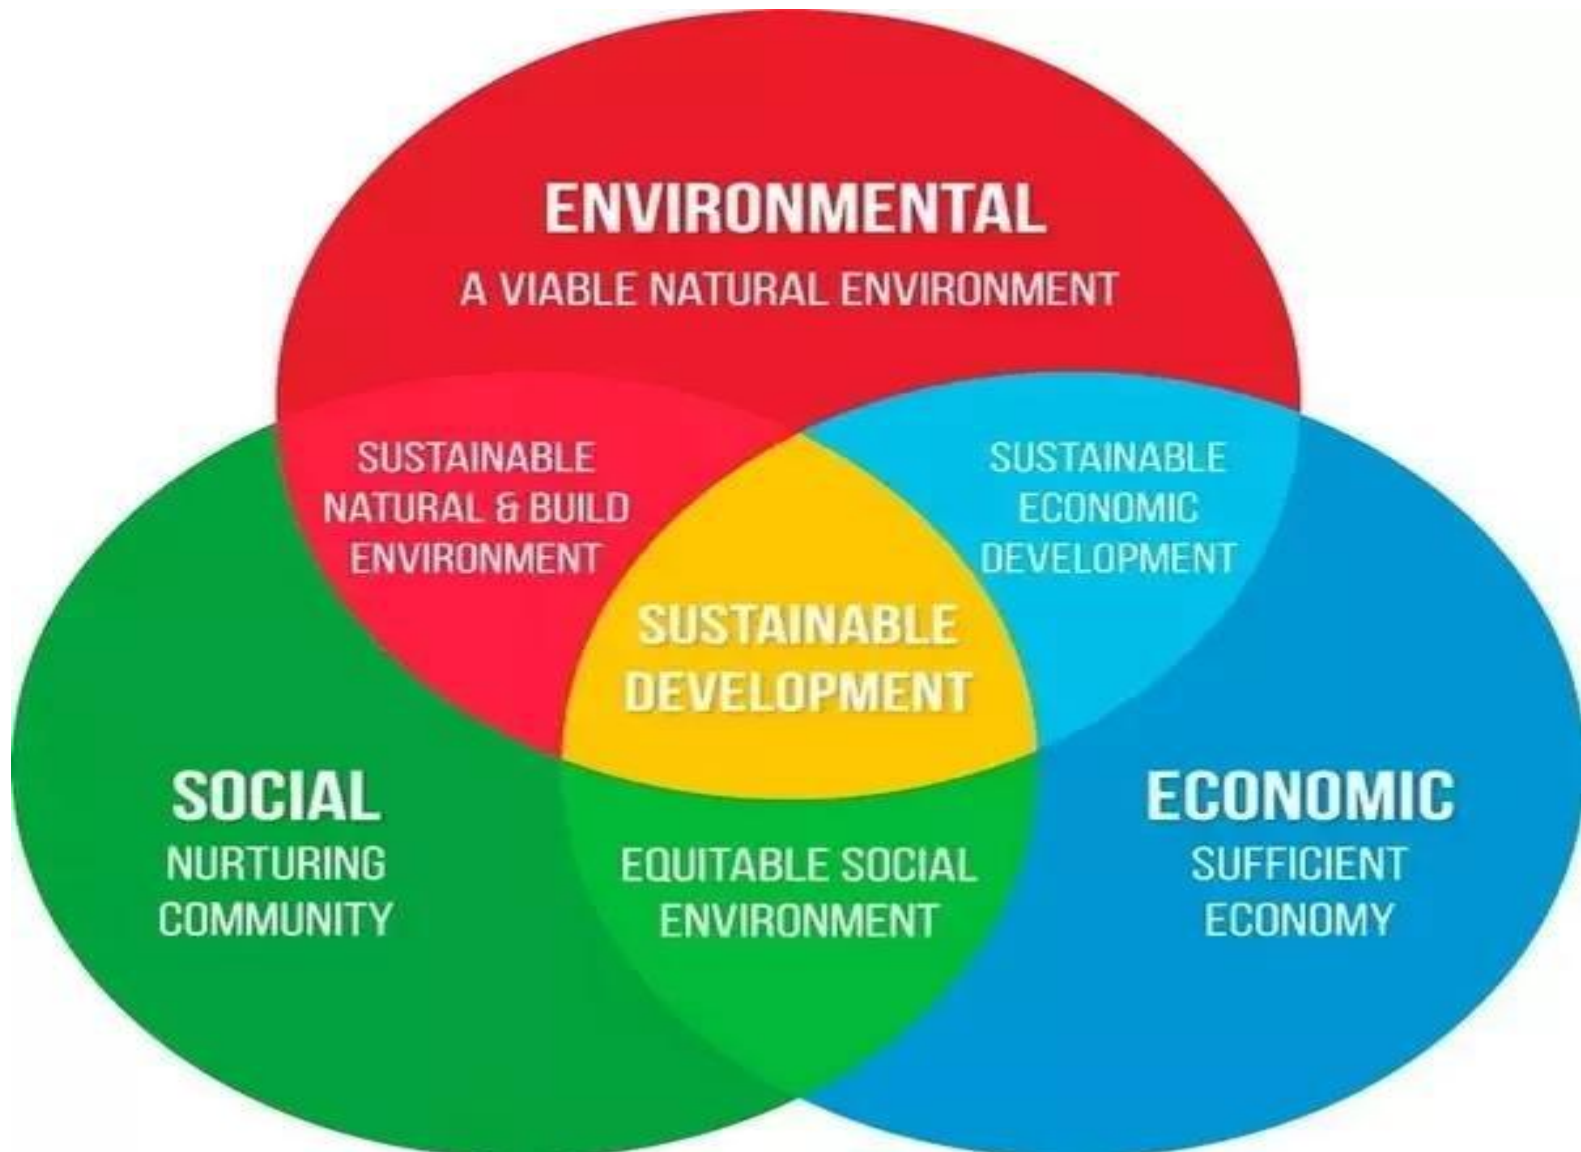 ENVIRONMENTAL
A VIABLE NATURAL ENVIRONMENT
SUSTAINABLE
NATURAL & BUILD
ENVIRONMENT
SUSTAINABLE
ECONOMIC
DEVELOPMENT
SUSTAINABLE
DEVELOPMENT
SOCIAL
NURTURING
COMMUNITY
EQUITABLE SOCIAL
ENVIRONMENT
ECONOMIC
SUFFICIENT
ECONOMY